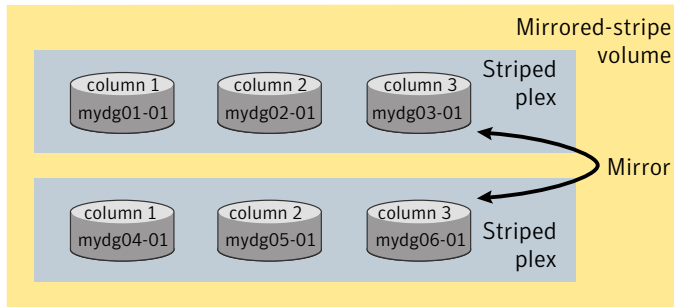 Mirrored-stripe
volume
Striped
plex
column 1
column 2
column 3
mydg01-01
mydg02-01
mydg03-01
Mirror
column 1
column 2
column 3
mydg04-01
mydg05-01
mydg06-01
Striped
plex